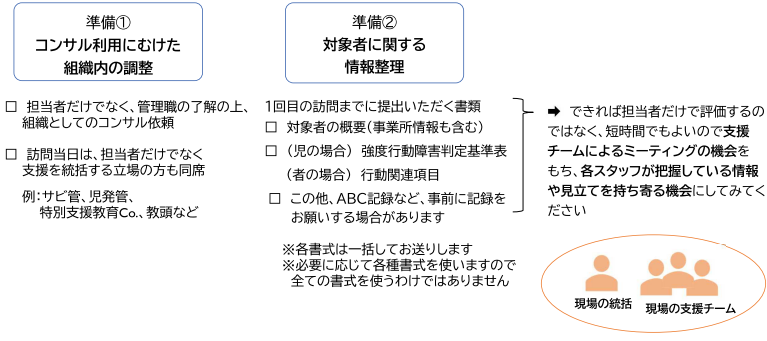 準備①
コンサル利用にむけた
組織内の調整
□ 担当者だけでなく、管理職の了解の上、
組織としてのコンサル依頼
□ 訪問当日は、担当者だけでなく
支援を統括する立場の方も同席
例：サビ管、児発管、
特別支援教育Co.、教頭など
準備②
対象者に関する
情報整理
1回目の訪問までに提出いただく書類
□ 対象者の概要（事業所情報も含む）
□ （児の場合） 強度行動障害判定基準表
（者の場合） 行動関連項目
□ この他、ABC記録など、事前に記録を
お願いする場合があります
※各書式は一括してお送りします
※必要に応じて各種書式を使いますので
全ての書式を使うわけではありません
➡ できれば担当者だけで評価するの
ではなく、短時間でもよいので支援
チームによるミーティングの機会を
もち、各スタッフが把握している情報
や見立てを持ち寄る機会にしてみてく
ださい
現場の統括
現場の支援チーム